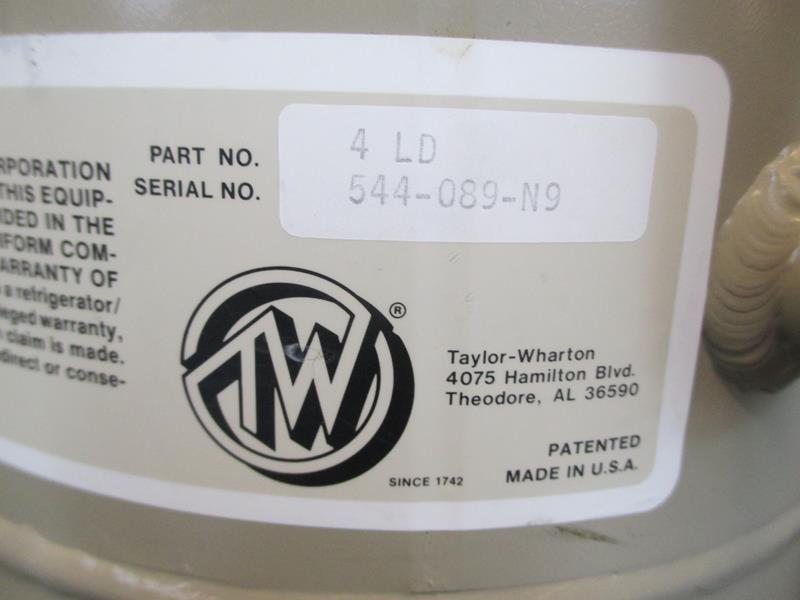 RPORATION
THIS EQUIP-
IDED IN THE
IFORM COM-
ARRANTY OF
a refrigerator/
leged warranty,
claim is made.
direct or conse-
PART NO. 4 LD
SERIAL NO. 544-089-N9
TW ®
Taylor-Wharton
4075 Hamilton Blvd.
Theodore, AL 36590
SINCE 1742
PATENTED
MADE IN U.S.A.